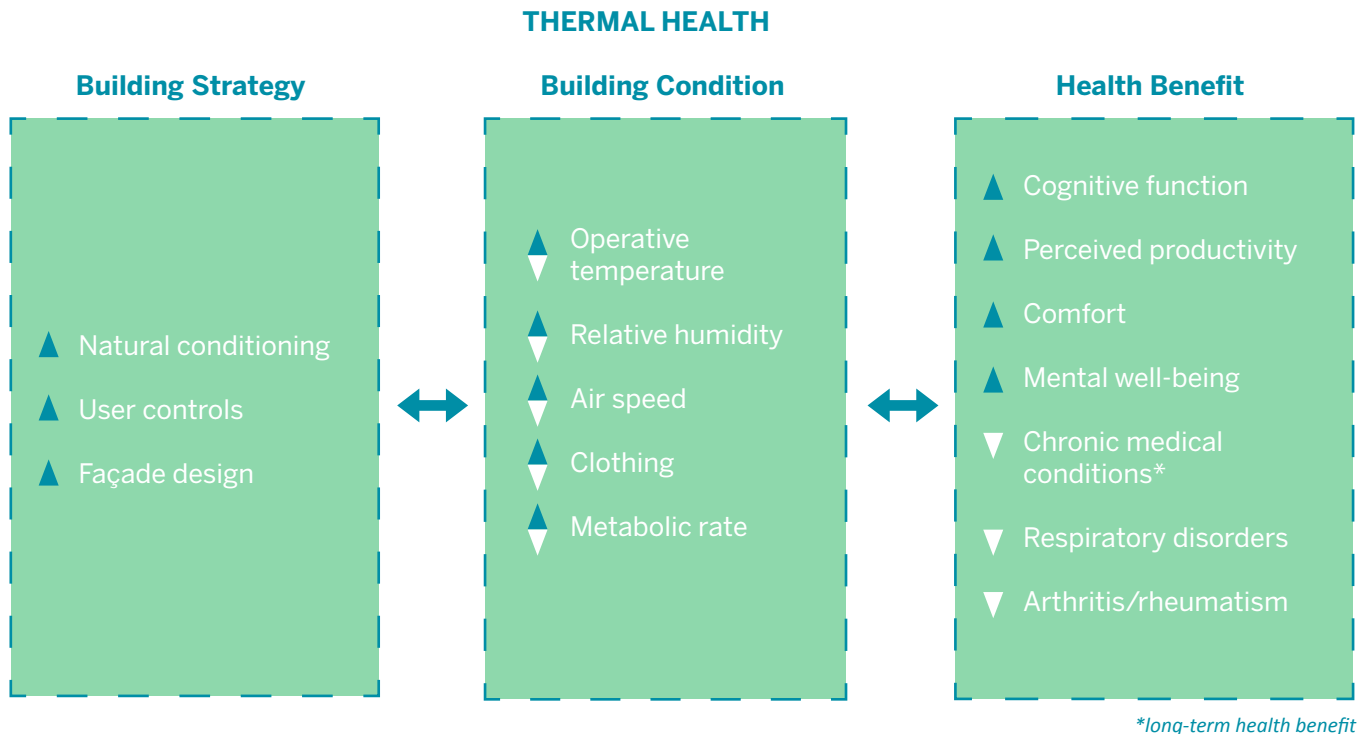 THERMAL HEALTH
Building Strategy
Natural conditioning
User controls
Façade design
Building Condition
Operative
temperature
Relative humidity
Air speed
Clothing
Metabolic rate
Health Benefit
Cognitive function
Perceived productivity
Comfort
Mental well-being
Chronic medical
conditions*
Respiratory disorders
Arthritis/rheumatism
*long-term health benefit